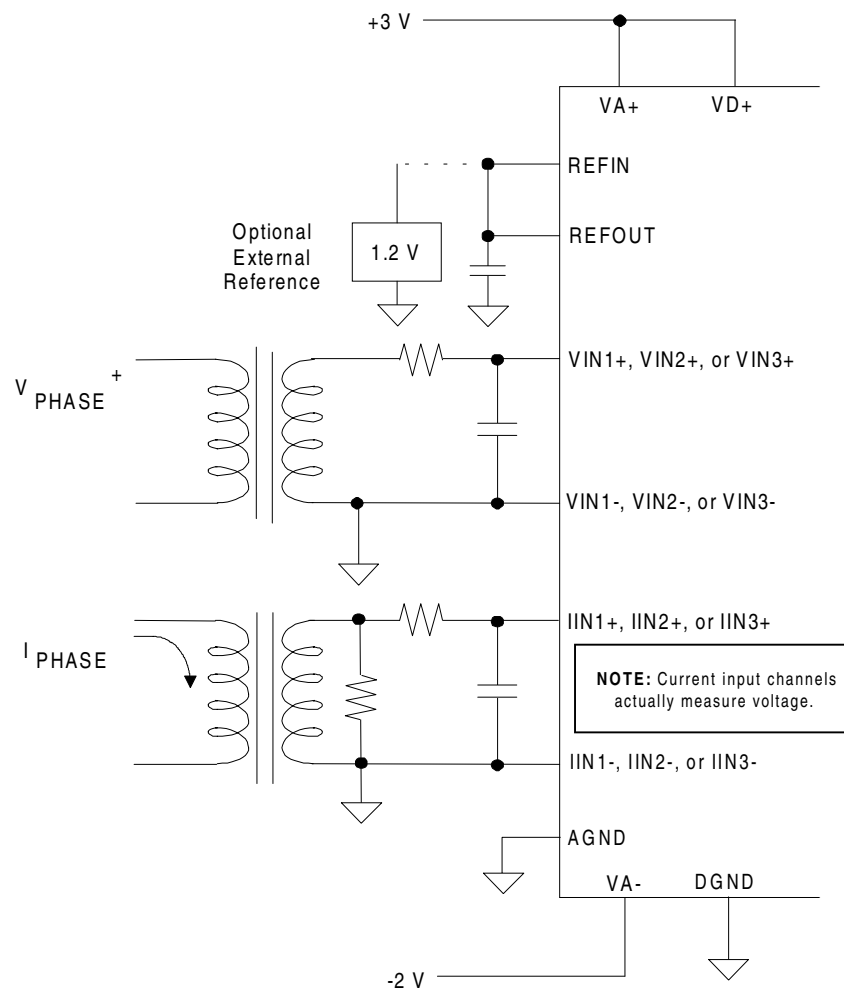 +3 V
VA+ VD+
REFIN
REFOUT
Optional
External
Reference
1.2 V
VIN1+, VIN2+, or VIN3+
V PHASE +
VIN1-, VIN2-, or VIN3-
IIN1+, IIN2+, or IIN3+
I PHASE
NOTE: Current input channels
actually measure voltage.
IIN1-, IIN2-, or IIN3-
AGND
VA- DGND
-2 V